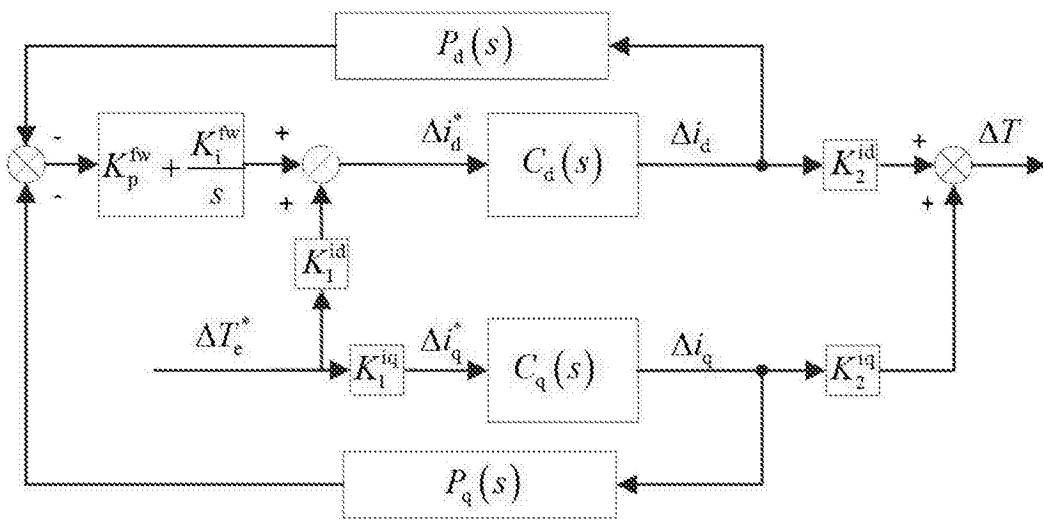 P_d(s)
-
-
K_p^fw + K_i^fw / s
+
+
Δi_d^*
C_d(s)
Δi_d
K_2^id
+
+
ΔT
K_1^id
ΔT_e^*
K_1^iq
Δi_q^*
C_q(s)
Δi_q
K_2^iq
P_q(s)